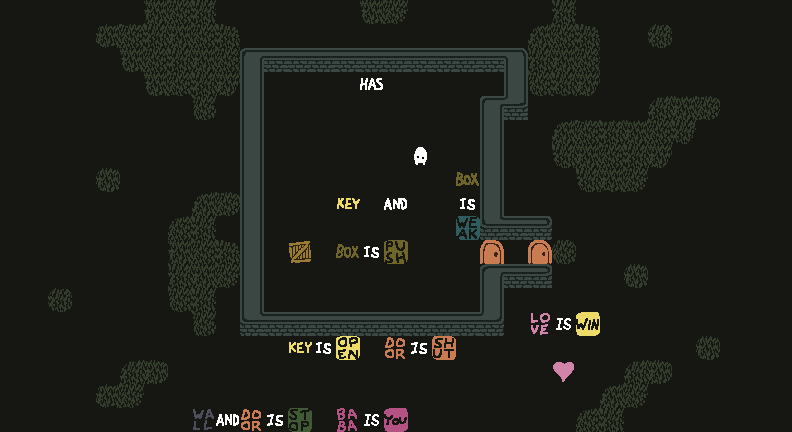 HAS
BOX
KEY AND IS
WEAK
BOX IS PUSH
LOVE IS WIN
KEY IS OPEN DOOR IS SHUT
WALL AND DOOR IS STOP BABA IS YOU